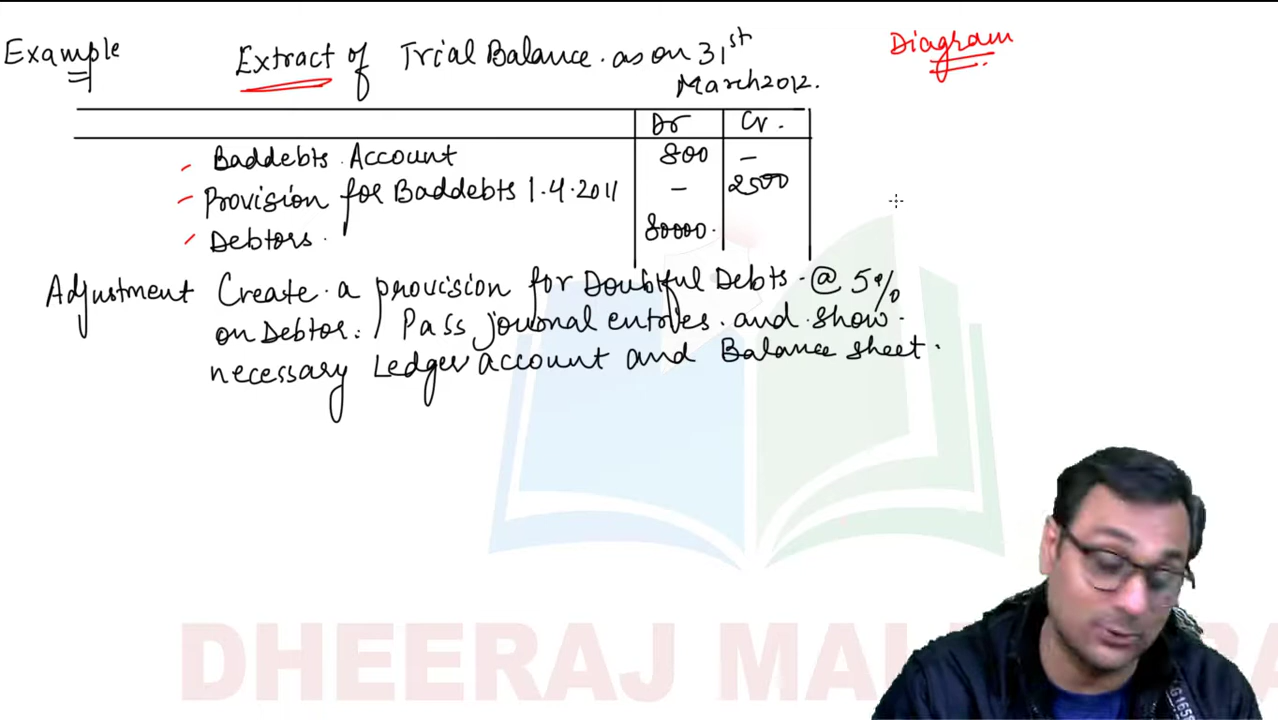 Example Extract of Trial Balance. as on 31st Diagram
March 2012.
Dr Cr.
Baddebts Account 800 -
Provision for Baddebts 1.4.2011 - 2500
Debtors. 80000.
Adjustment Create a provision for Doubtful Debts @ 5%
on Debtor. Pass journal entries. and show.
necessary Ledger account and Balance sheet.
DHEERAJ MAL
G165